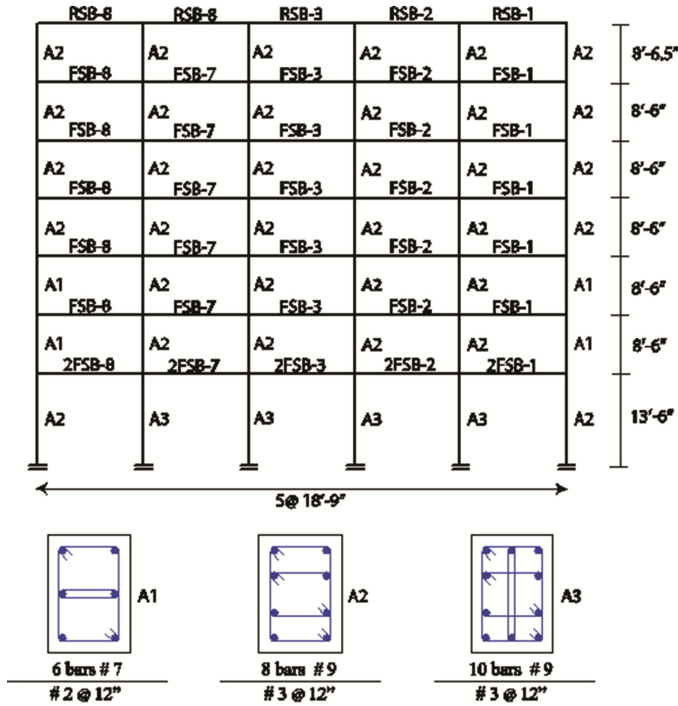 RSB-8 RSB-8 RSB-3 RSB-2 RSB-1
A2 A2 A2 A2 A2 A2 8'-6.5"
FSB-8 FSB-7 FSB-3 FSB-2 FSB-1
A2 A2 A2 A2 A2 A2 8'-6"
FSB-8 FSB-7 FSB-3 FSB-2 FSB-1
A2 A2 A2 A2 A2 A2 8'-6"
FSB-8 FSB-7 FSB-3 FSB-2 FSB-1
A2 A2 A2 A2 A2 A2 8'-6"
FSB-8 FSB-7 FSB-3 FSB-2 FSB-1
A1 A2 A2 A2 A2 A1 8'-6"
FSB-8 FSB-7 FSB-3 FSB-2 FSB-1
A1 A2 A2 A2 A2 A1 8'-6"
2FSB-8 2FSB-7 2FSB-3 2FSB-2 2FSB-1
A2 A3 A3 A3 A3 A2 13'-6"
5@ 18'-9"
A1 A2 A3
6 bars # 7 8 bars # 9 10 bars # 9
# 2 @ 12" # 3 @ 12" # 3 @ 12"